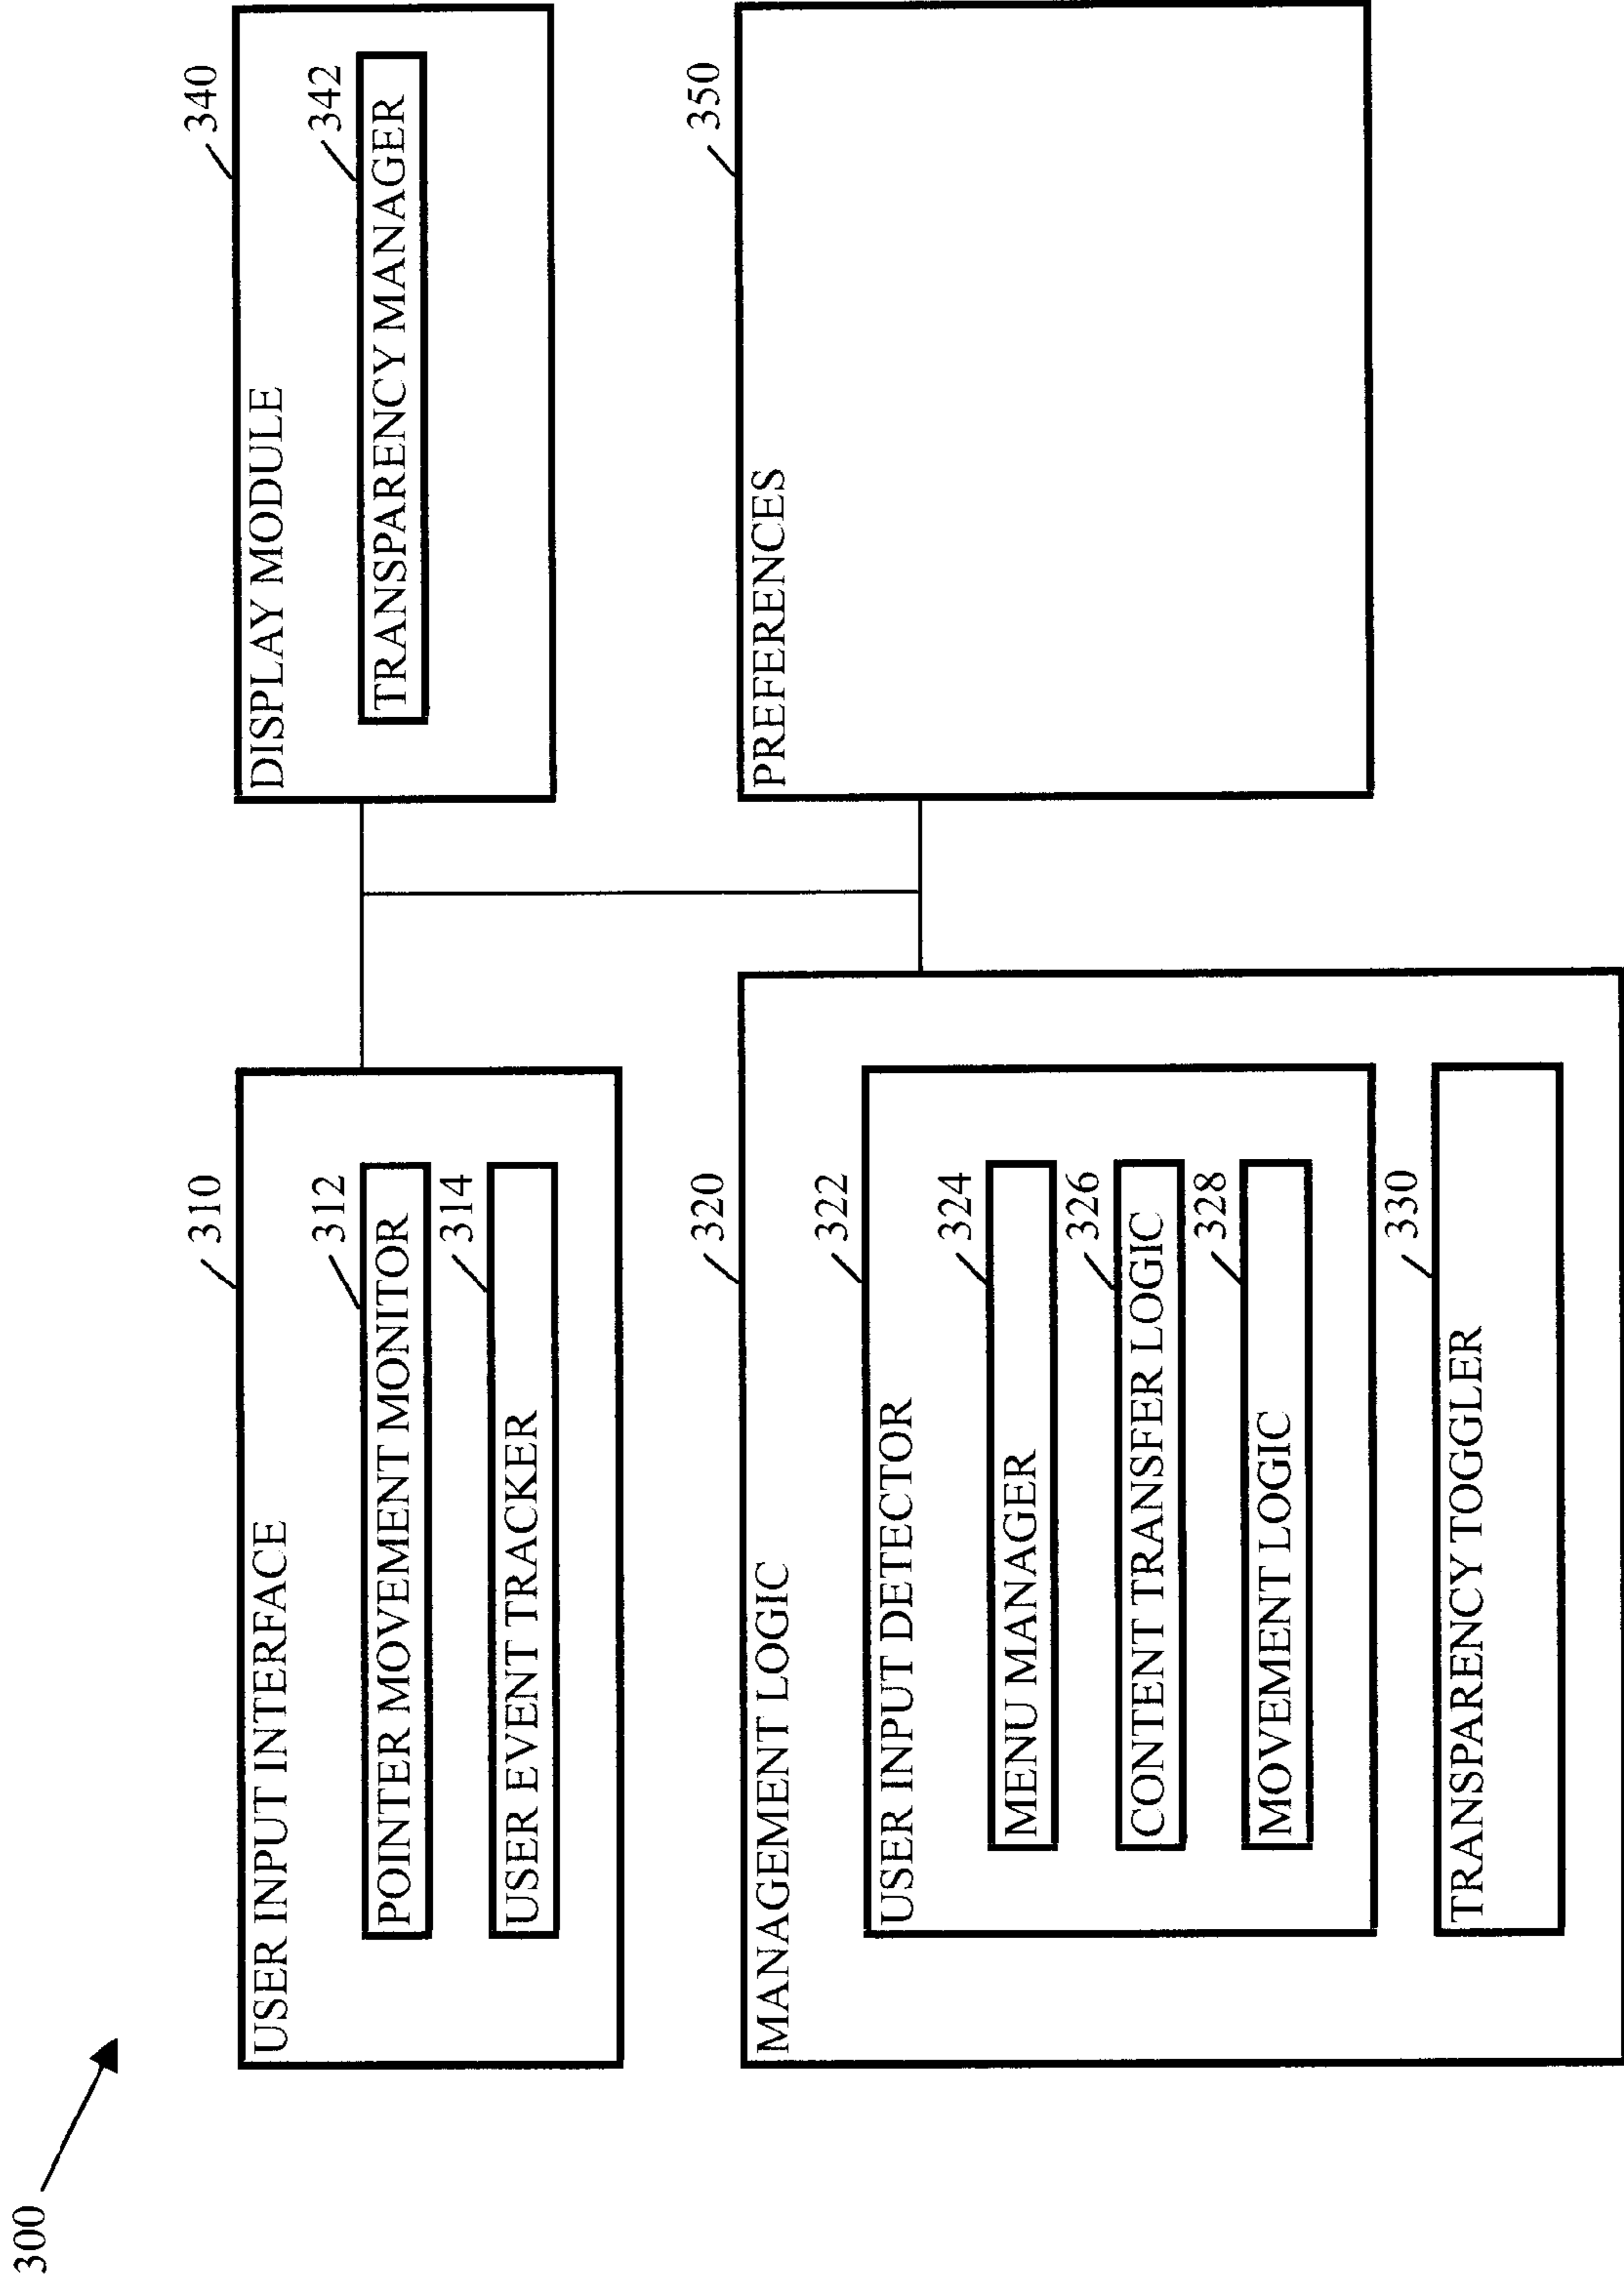 300
310
USER INPUT INTERFACE
312
POINTER MOVEMENT MONITOR
314
USER EVENT TRACKER
320
MANAGEMENT LOGIC
322
USER INPUT DETECTOR
324
MENU MANAGER
326
CONTENT TRANSFER LOGIC
328
MOVEMENT LOGIC
330
TRANSPARENCY TOGGLER
340
DISPLAY MODULE
342
TRANSPARENCY MANAGER
350
PREFERENCES